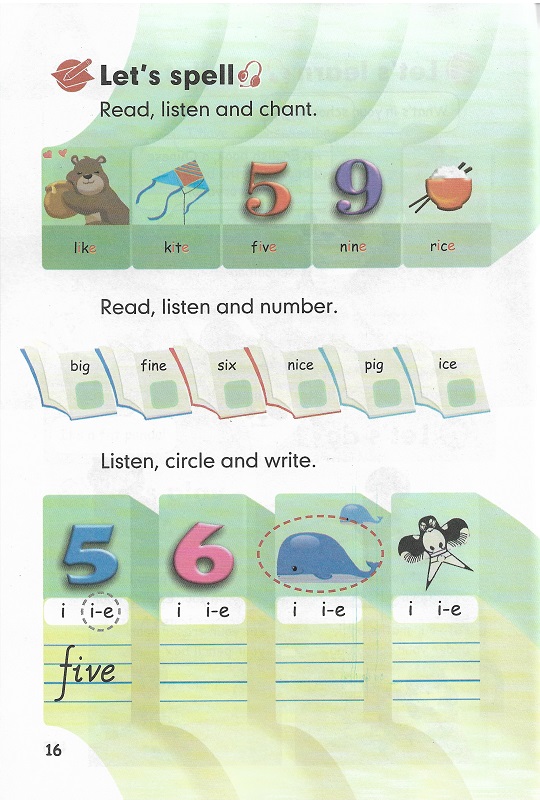 Let's spell
Read, listen and chant.
5 9
like kite five nine rice
Read, listen and number.
big fine six nice pig ice
Listen, circle and write.
5 6
i i-e i i-e i i-e i i-e
five
16